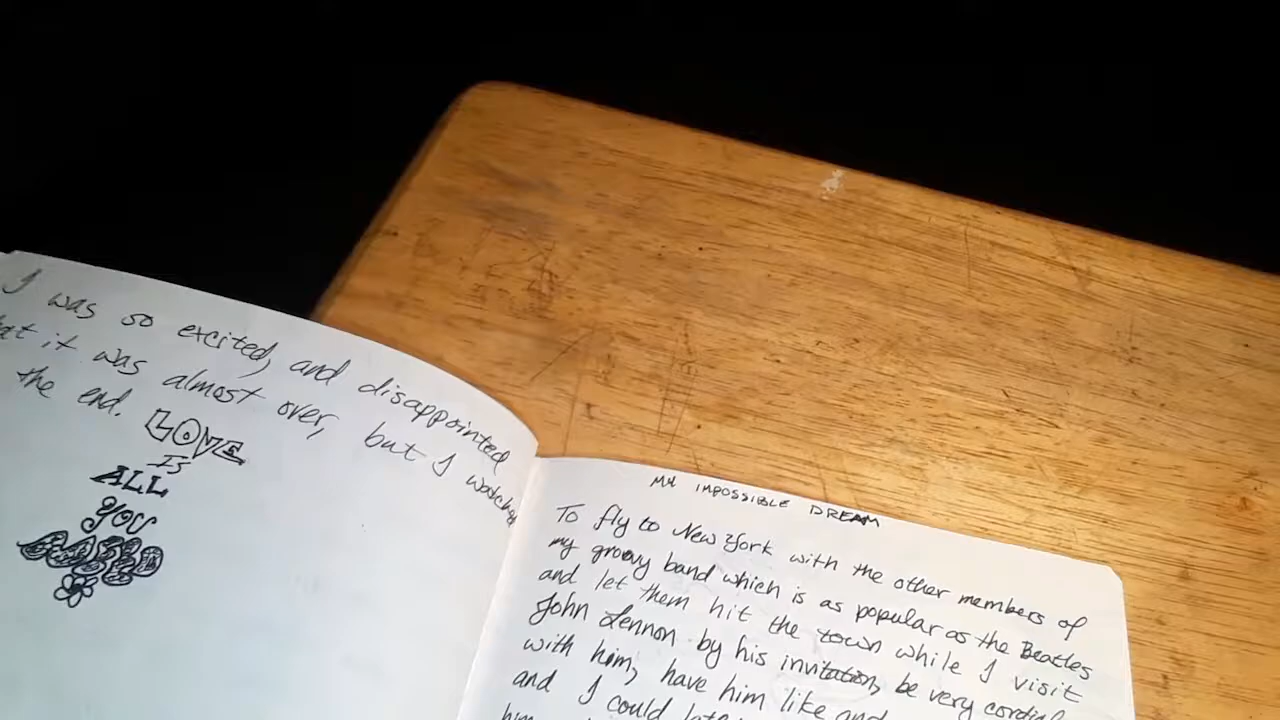 I was so excited, and disappointed
it was almost over, but I
the end.
LOVE
IS
ALL
YOU
NEED
MY IMPOSSIBLE DREAM
To fly to New York with the other members of
my groovy band which is as popular as the Beatles
and let them hit the town while I visit
John Lennon by his invitation, be very
with him, have him like and
and I could
him